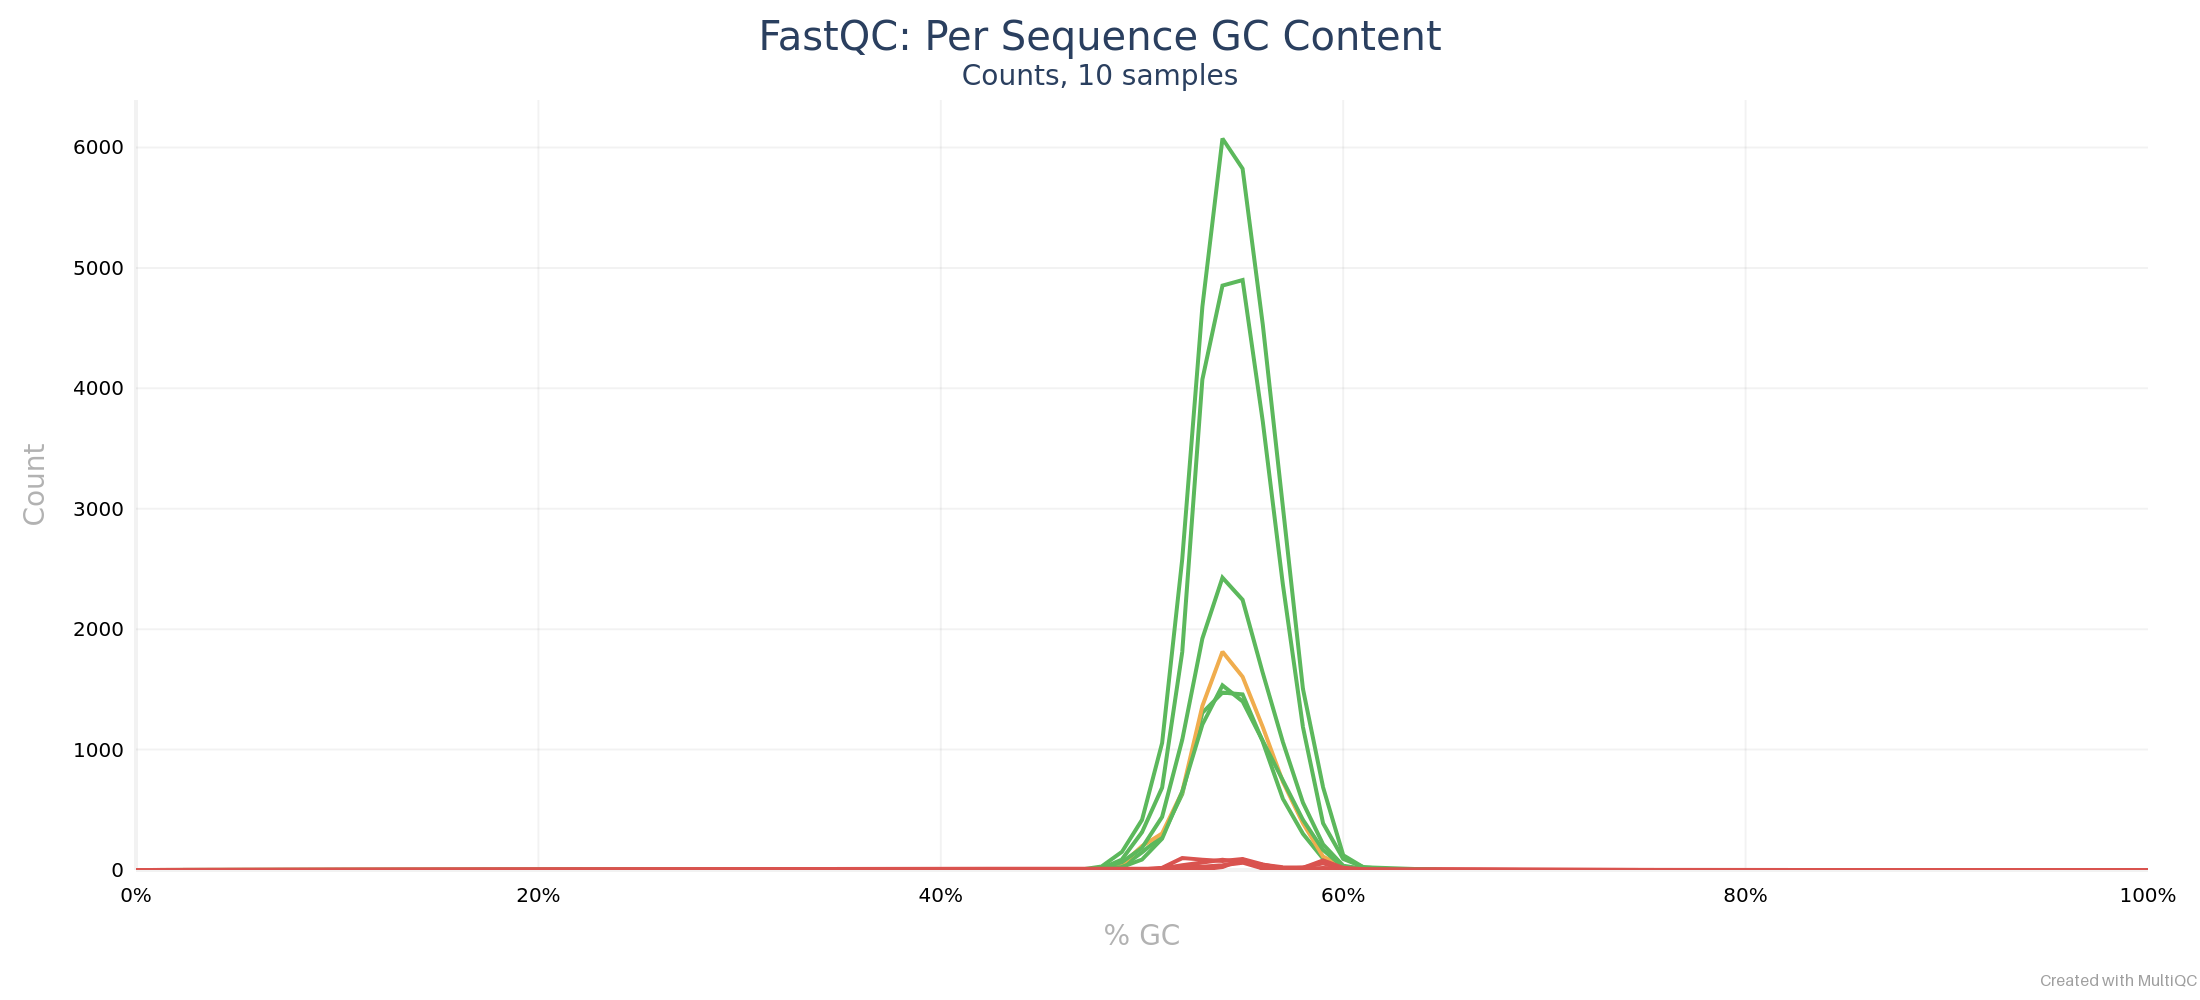 FastQC: Per Sequence GC Content
Counts, 10 samples
6000
5000
4000
3000
2000
1000
0
Count
0%
20%
40%
60%
80%
100%
% GC
Created with MultiQC